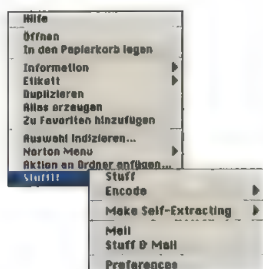 Hilfe
Öffnen
In den Papierkorb legen
Information
Etikett
Duplizieren
Alias erzeugen
Zu Favoriten hinzufügen
Auswahl indizieren...
Norton Menü
Aktion an Ordner anfügen...
StuffIt
Stuff
Encode
Make Self-Extracting
Mail
Stuff & Mail
Preferences